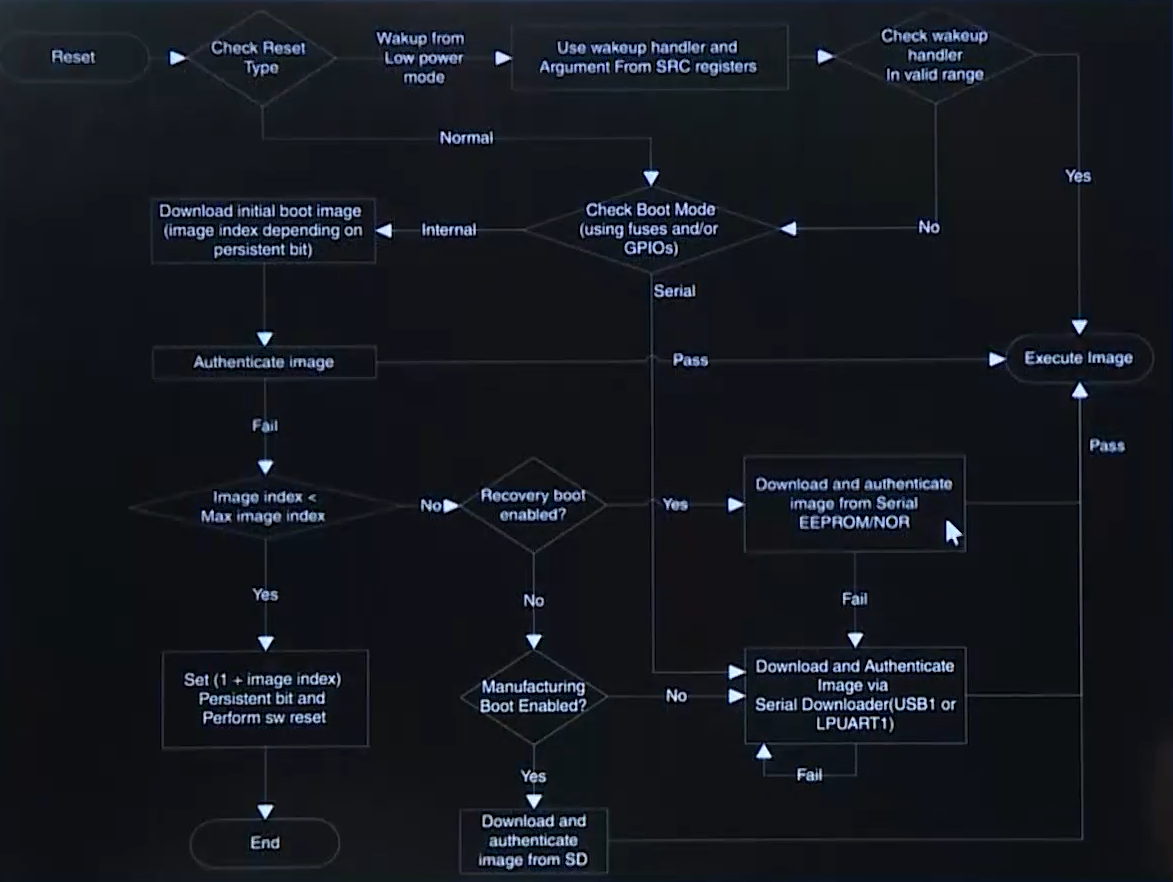 Reset
Check Reset
Type
Wakup from
Low power
mode
Use wakeup handler and
Argument From SRC registers
Check wakeup
handler
In valid range
Normal
Yes
Download initial boot image
(image index depending on
persistent bit)
Internal
Check Boot Mode
(using fuses and/or
GPIOs)
No
Serial
Authenticate image
Pass
Execute Image
Fail
Pass
Image index <
Max image index
No
Recovery boot
enabled?
Yes
Download and authenticate
image from Serial
EEPROM/NOR
Yes
No
Fail
Set (1 + image index)
Persistent bit and
Perform sw reset
Manufacturing
Boot Enabled?
No
Download and Authenticate
Image via
Serial Downloader(USB1 or
LPUART1)
Yes
Fail
End
Download and
authenticate
image from SD